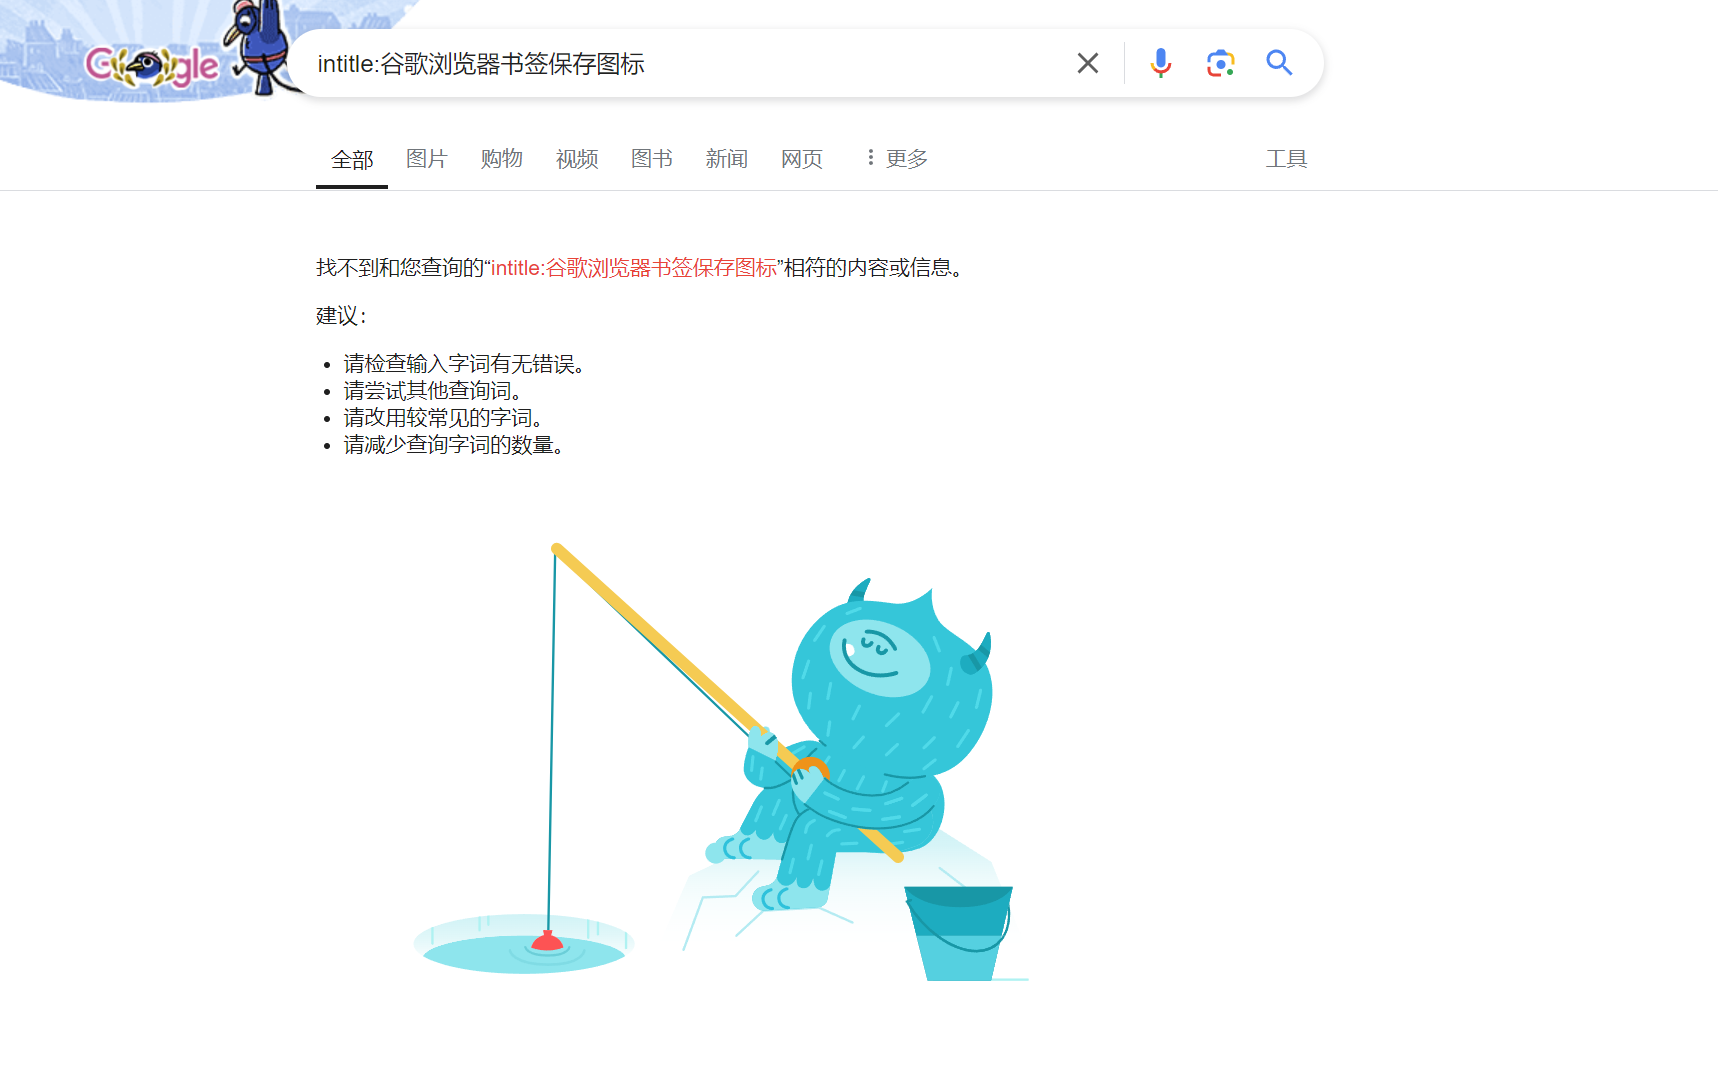 Google
intitle:谷歌浏览器书签保存图标
全部 图片 购物 视频 图书 新闻 网页 更多 工具
找不到和您查询的“intitle:谷歌浏览器书签保存图标”相符的内容或信息。
建议：
请检查输入字词有无错误。
请尝试其他查询词。
请改用较常见的字词。
请减少查询字词的数量。